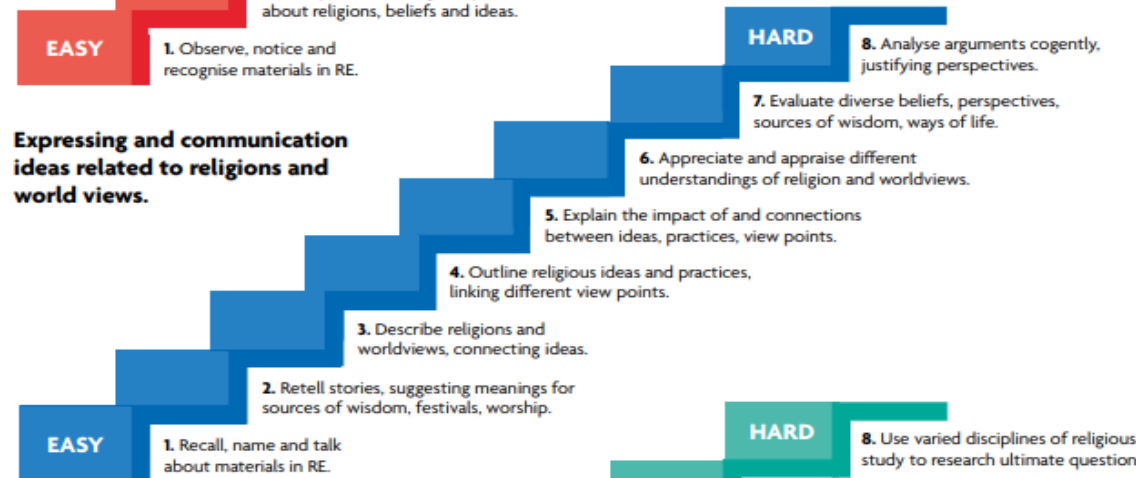 about religions, beliefs and ideas.
EASY
1. Observe, notice and
recognise materials in RE.
Expressing and communication
ideas related to religions and
world views.
HARD
8. Analyse arguments cogently,
justifying perspectives.
7. Evaluate diverse beliefs, perspectives,
sources of wisdom, ways of life.
6. Appreciate and appraise different
understandings of religion and worldviews.
5. Explain the impact of and connections
between ideas, practices, view points.
4. Outline religious ideas and practices,
linking different view points.
3. Describe religions and
worldviews, connecting ideas.
2. Retell stories, suggesting meanings for
sources of wisdom, festivals, worship.
EASY
1. Recall, name and talk
about materials in RE.
HARD
8. Use varied disciplines of religious
study to research ultimate question